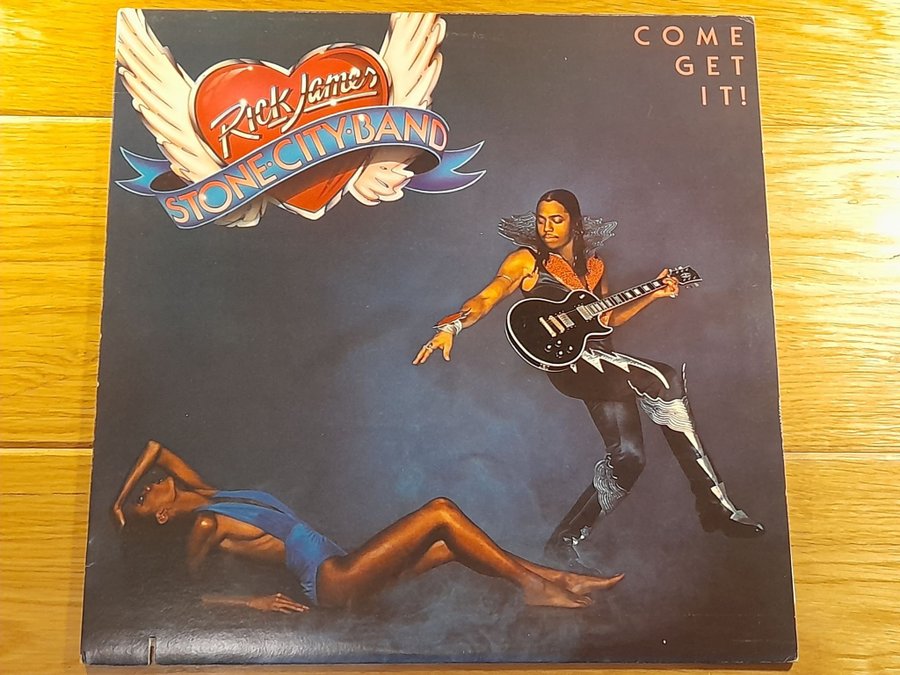 Rick James
STONE·CITY·BAND
COME
GET
IT!